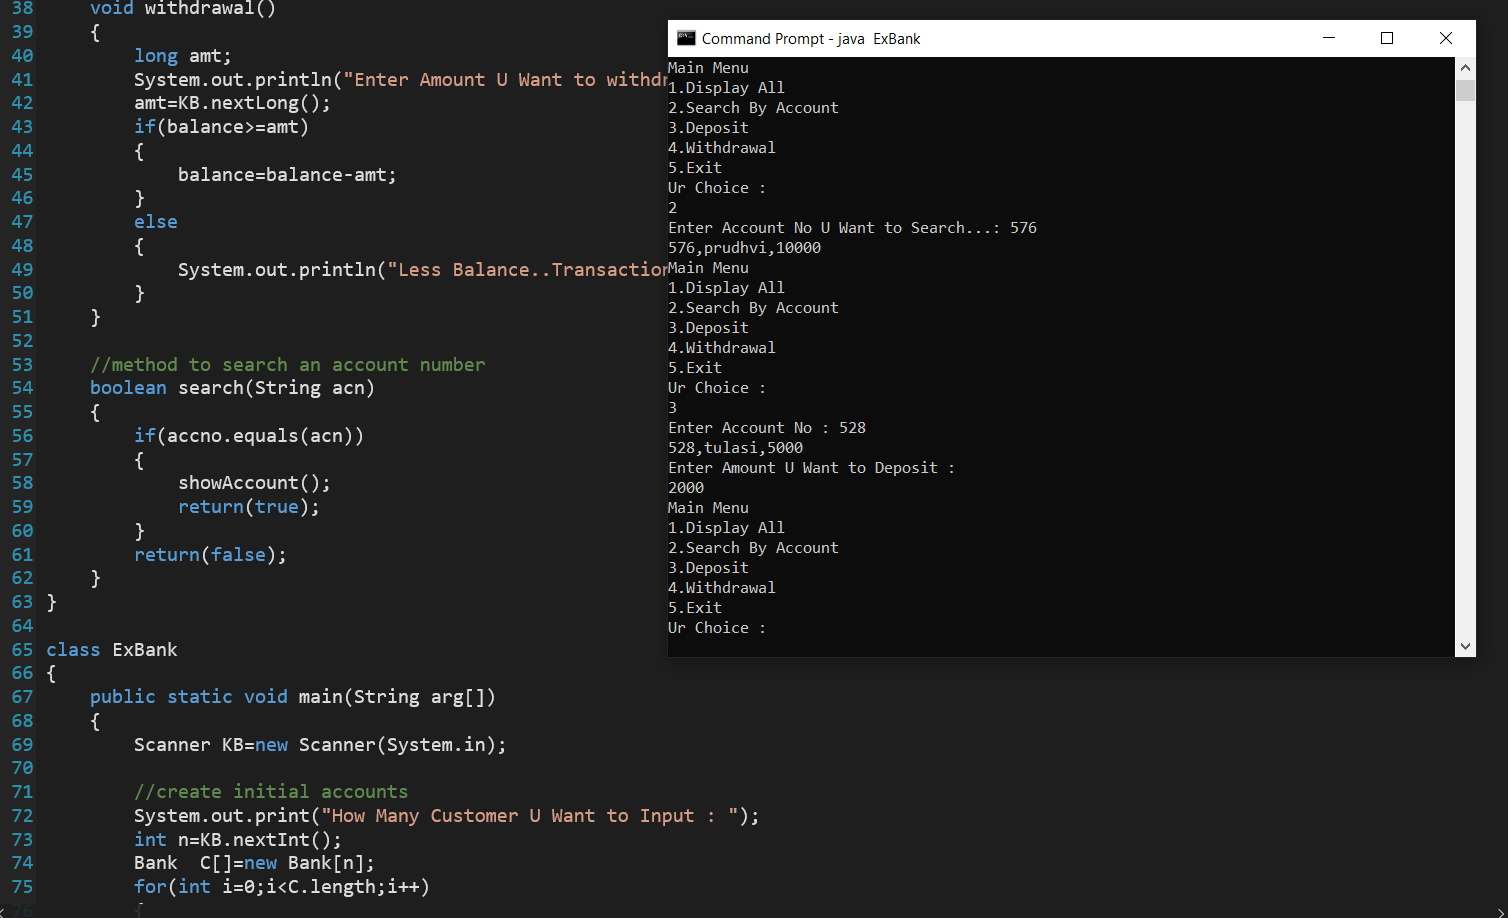 38 void withdrawal()
39 {
40 long amt;
41 System.out.println("Enter Amount U Want to
42 amt=KB.nextLong();
43 if(balance>=amt)
44 {
45 balance=balance-amt;
46 }
47 else
48 {
49 System.out.println("Less Balance..Transaction
50 }
51 }
52
53 //method to search an account number
54 boolean search(String acn)
55 {
56 if(accno.equals(acn))
57 {
58 showAccount();
59 return(true);
60 }
61 return(false);
62 }
63 }
64
65 class ExBank
66 {
67 public static void main(String arg[])
68 {
69 Scanner KB=new Scanner(System.in);
70
71 //create initial accounts
72 System.out.print("How Many Customer U Want to Input : ");
73 int n=KB.nextInt();
74 Bank  C[]=new Bank[n];
75 for(int i=0;i<C.length;i++)
76 {
Command Prompt - java  ExBank
Main Menu
1.Display All
2.Search By Account
3.Deposit
4.Withdrawal
5.Exit
Ur Choice :
2
Enter Account No U Want to Search...: 576
576,prudhvi,10000
Main Menu
1.Display All
2.Search By Account
3.Deposit
4.Withdrawal
5.Exit
Ur Choice :
3
Enter Account No : 528
528,tulasi,5000
Enter Amount U Want to Deposit :
2000
Main Menu
1.Display All
2.Search By Account
3.Deposit
4.Withdrawal
5.Exit
Ur Choice :